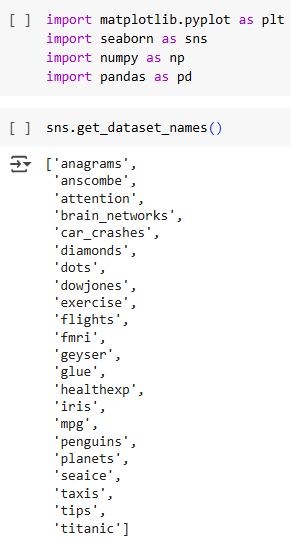 [ ] import matplotlib.pyplot as plt
import seaborn as sns
import numpy as np
import pandas as pd
[ ] sns.get_dataset_names()
['anagrams',
'anscombe',
'attention',
'brain_networks',
'car_crashes',
'diamonds',
'dots',
'dowjones',
'exercise',
'flights',
'fmri',
'geyser',
'glue',
'healthexp',
'iris',
'mpg',
'penguins',
'planets',
'seaice',
'taxis',
'tips',
'titanic']